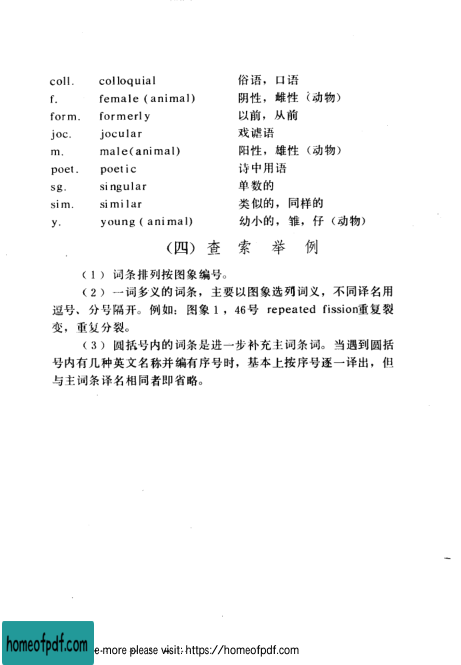 coll. colloquial 俗语，口语
f. female (animal) 阴性，雌性（动物）
form. formerly 以前，从前
joc. jocular 戏谑语
m. male(animal) 阳性，雄性（动物）
poet. poetic 诗中用语
sg. singular 单数的
sim. similar 类似的，同样的
y. young (animal) 幼小的，雏，仔（动物）
（四）查 索 举 例
（1）词条排列按图象编号。
（2）一词多义的词条，主要以图象选列词义，不同译名用
逗号、分号隔开。例如：图象1，46号 repeated fission重复裂
变，重复分裂。
（3）圆括号内的词条是进一步补充主词条词。当遇到圆括
号内有几种英文名称并编有序号时，基本上按序号逐一译出，但
与主词条译名相同者即省略。
homeofpdf.com
e-more please visit: https://homeofpdf.com